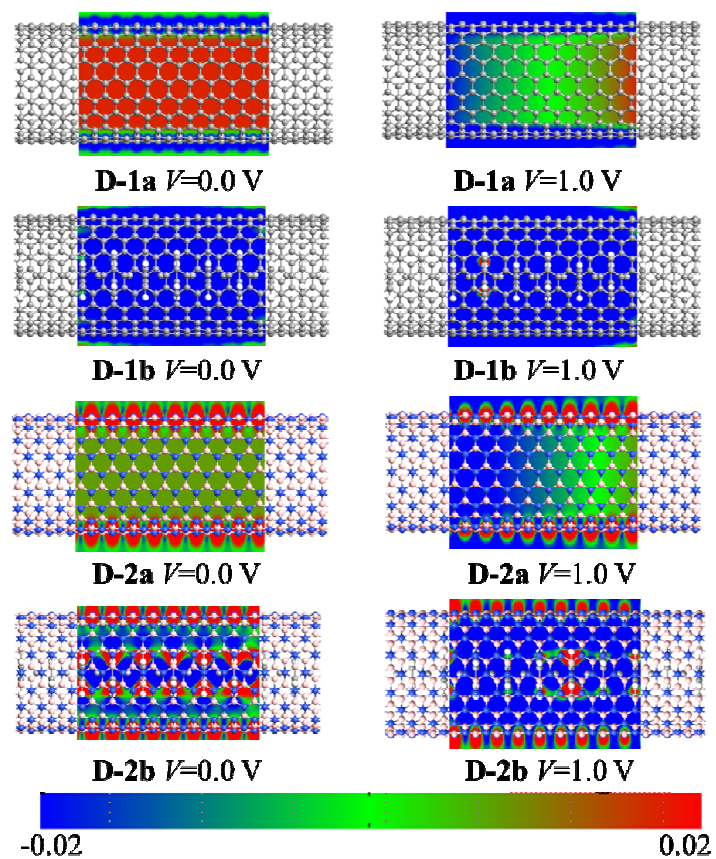 D-1a V=0.0 V
D-1a V=1.0 V
D-1b V=0.0 V
D-1b V=1.0 V
D-2a V=0.0 V
D-2a V=1.0 V
D-2b V=0.0 V
D-2b V=1.0 V
-0.02
0.02